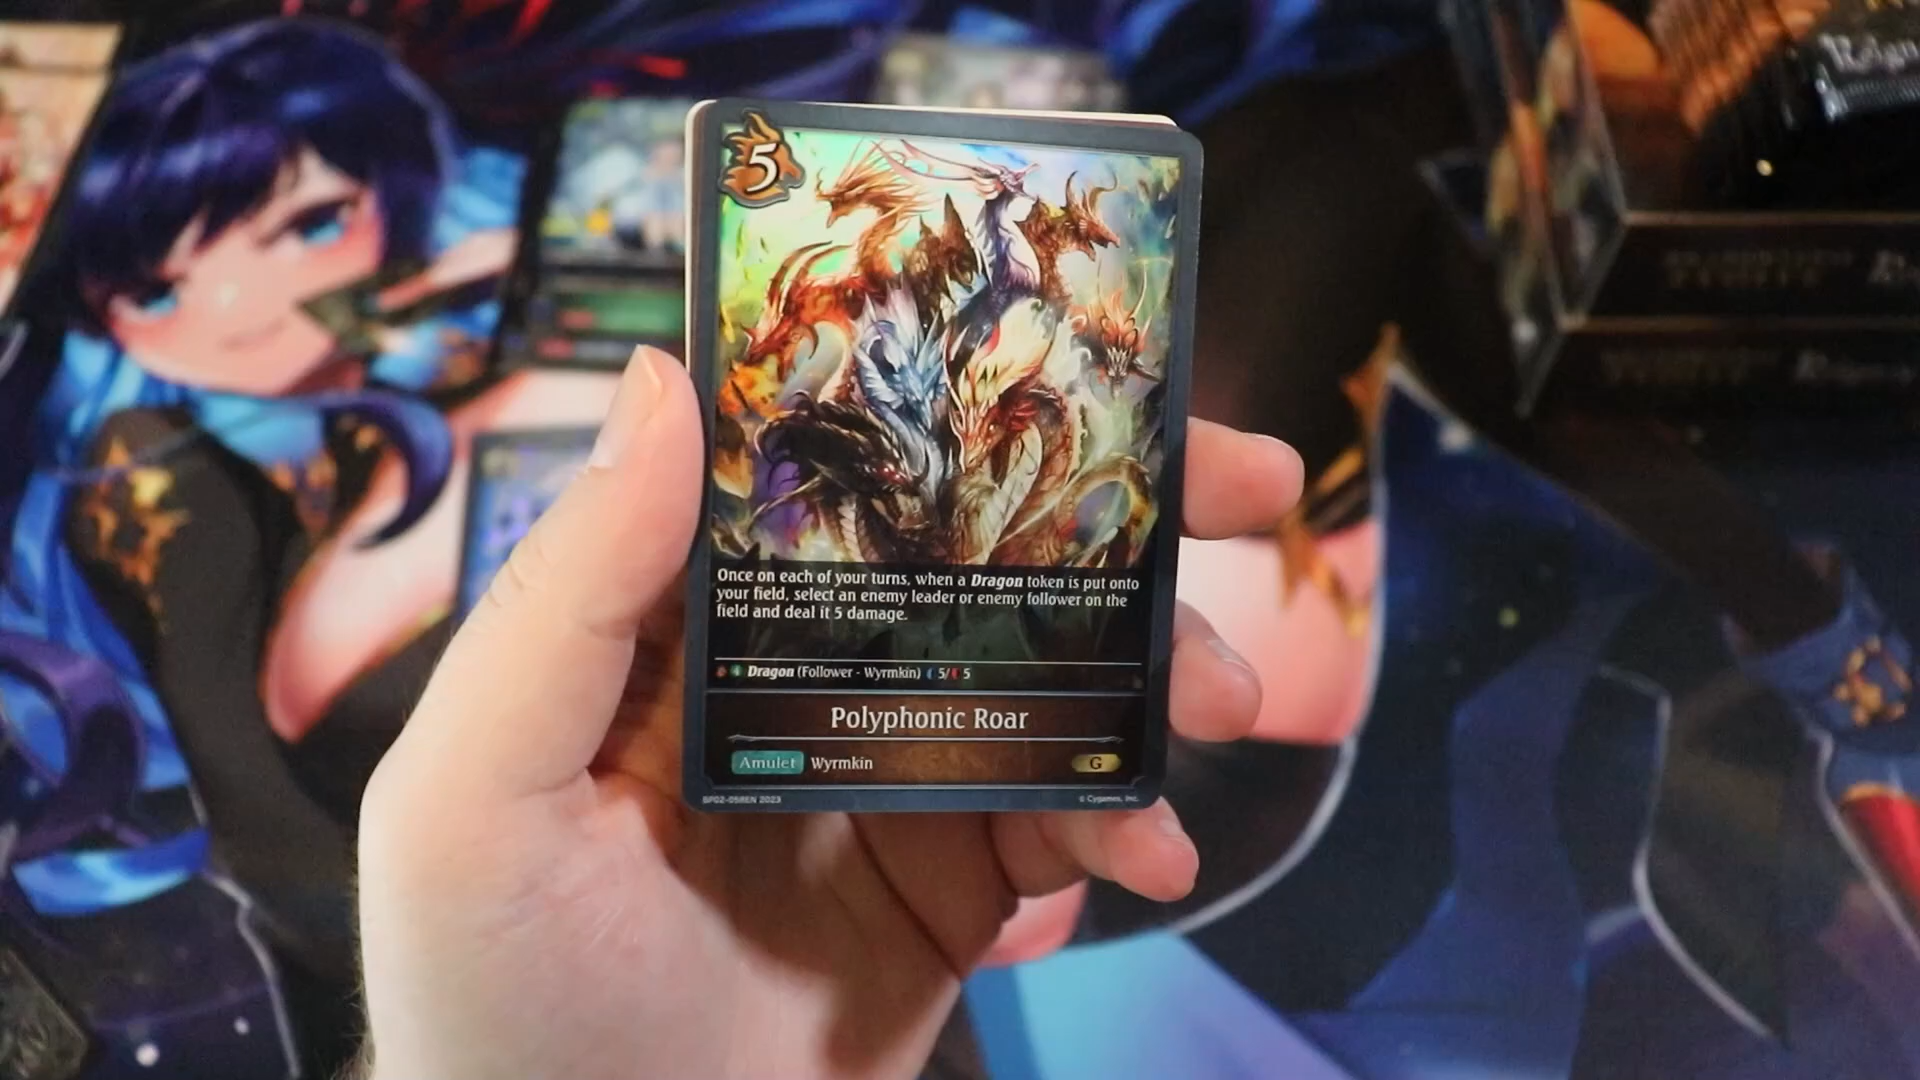 5
Once on each of your turns, when a Dragon token is put onto
your field, select an enemy leader or enemy follower on the
field and deal it 5 damage.
Dragon (Follower - Wyrmkin) 5/5
Polyphonic Roar
Amulet Wyrmkin G
BP02-058EN 2023 © Cygames, Inc.